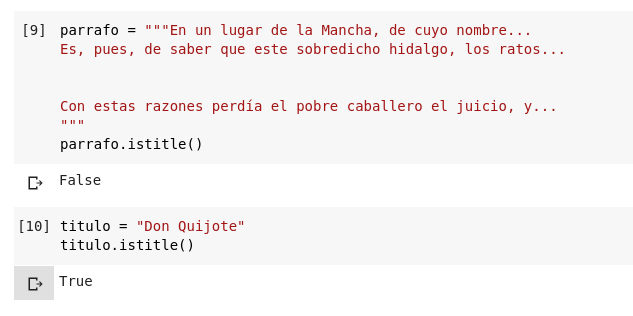 [9] parrafo = """En un lugar de la Mancha, de cuyo nombre...
Es, pues, de saber que este sobredicho hidalgo, los ratos...
Con estas razones perdía el pobre caballero el juicio, y...
"""
parrafo.istitle()
False
[10] titulo = "Don Quijote"
titulo.istitle()
True